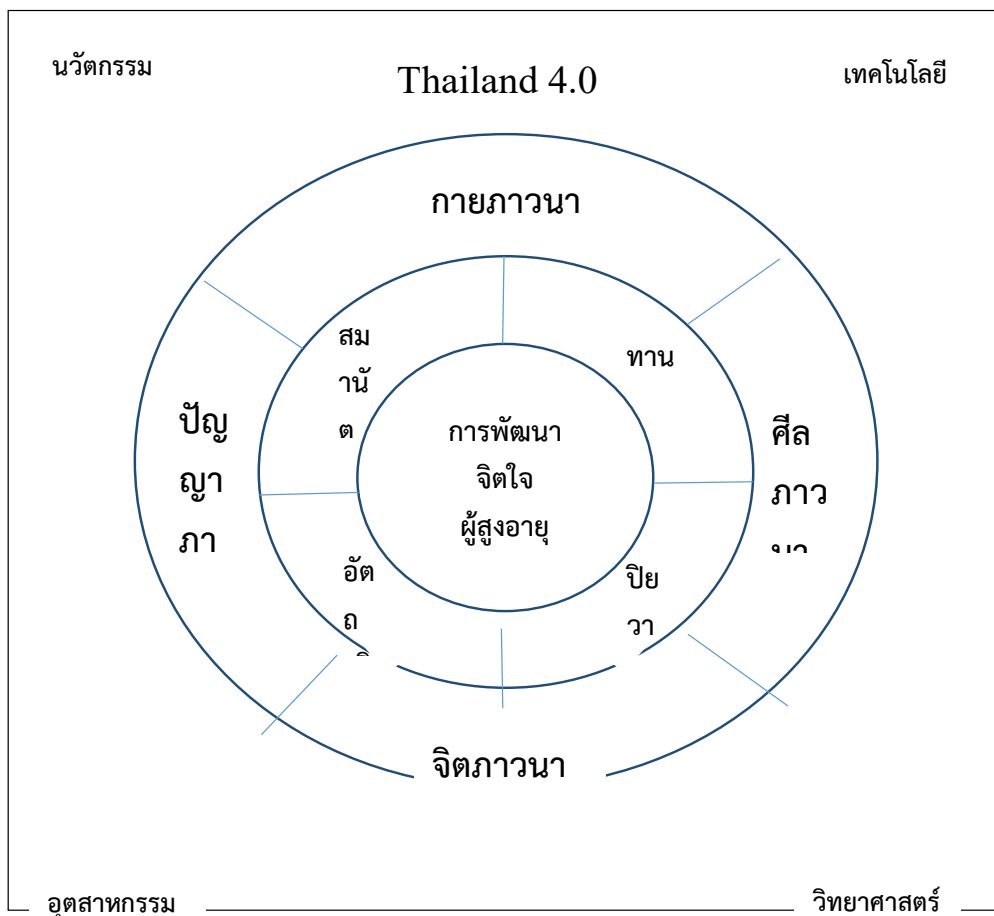 นวัตกรรม
Thailand 4.0
เทคโนโลยี
กายภาวนา
สม
านั
ต
ทาน
ปัญ
ญา
ภา
การพัฒนา
จิตใจ
ผู้สูงอายุ
ศีล
ภาว
อัต
ถ
ปิย
วา
จิตภาวนา
อุตสาหกรรม
วิทยาศาสตร์